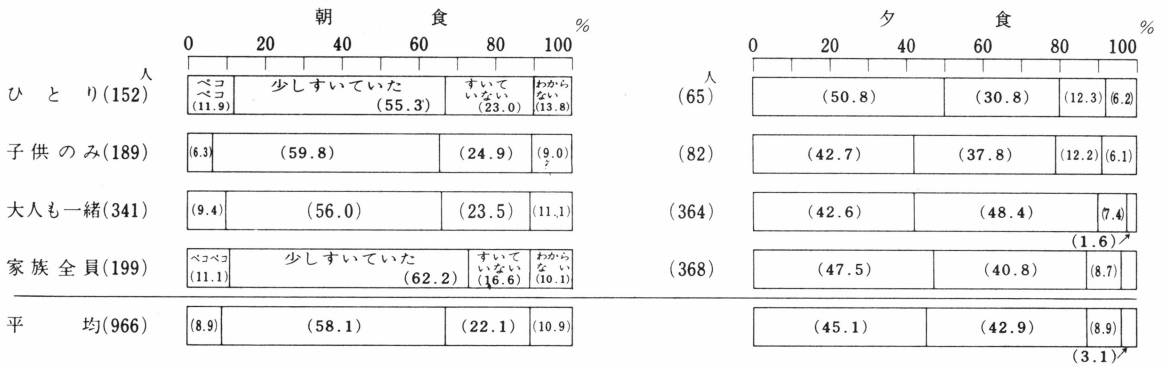 朝 食
夕 食
0 20 40 60 80 100 %
0 20 40 60 80 100 %
人
人
ひとり(152)
ペコペコ (11.9)
少しすいていた (55.3)
すいていない (23.0)
わからない (13.8)
(65)
(50.8) (30.8) (12.3) (6.2)
子供のみ(189)
(6.3) (59.8) (24.9) (9.0)
(82)
(42.7) (37.8) (12.2) (6.1)
大人も一緒(341)
(9.4) (56.0) (23.5) (11.1)
(364)
(42.6) (48.4) (7.4)
(1.6)
家族全員(199)
ペコペコ (11.1)
少しすいていた (62.2)
すいていない (16.6)
わからない (10.1)
(368)
(47.5) (40.8) (8.7)
平均(966)
(8.9) (58.1) (22.1) (10.9)
(45.1) (42.9) (8.9)
(3.1)